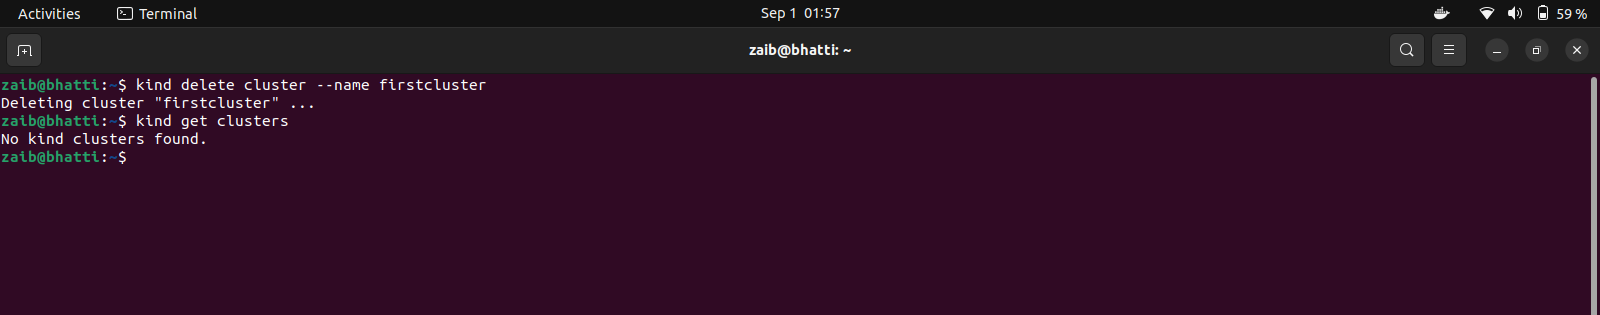 Activities Terminal Sep 1 01:57 59 %
zaib@bhatti: ~
zaib@bhatti:~$ kind delete cluster --name firstcluster
Deleting cluster "firstcluster" ...
zaib@bhatti:~$ kind get clusters
No kind clusters found.
zaib@bhatti:~$